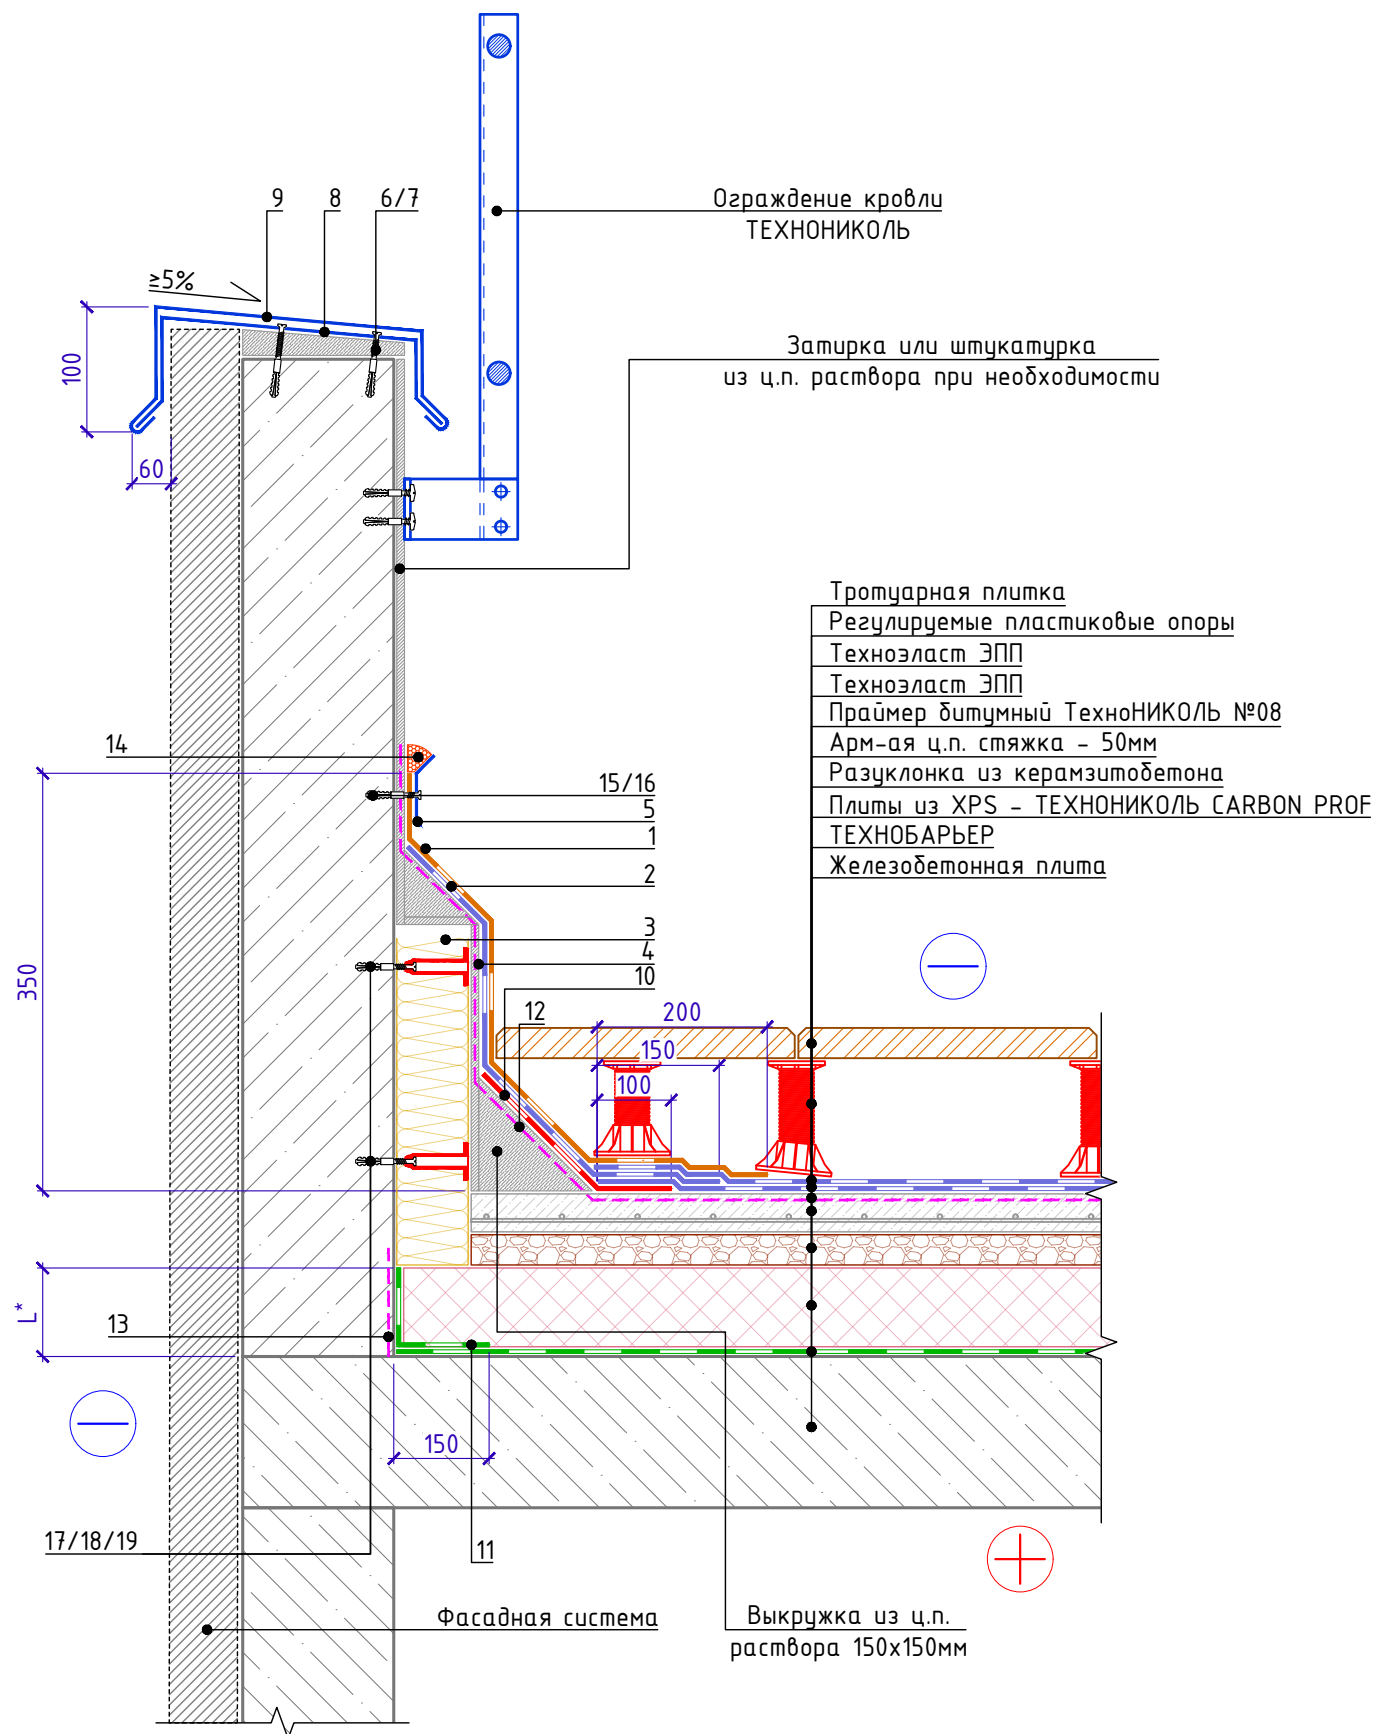 9
8
6/7
Ограждение кровли
ТЕХНОНИКОЛЬ
≥5%
100
Затирка или штукатурка
из ц.п. раствора при необходимости
60
Тротуарная плитка
Регулируемые пластиковые опоры
Техноэласт ЭПП
Техноэласт ЭПП
Праймер битумный ТехноНИКОЛЬ №08
Арм-ая ц.п. стяжка - 50мм
Разуклонка из керамзитобетона
Плиты из XPS - ТЕХНОНИКОЛЬ CARBON PROF
ТЕХНОБАРЬЕР
Железобетонная плита
14
15/16
5
1
2
3
4
10
12
350
200
150
100
L*
13
150
17/18/19
11
Фасадная система
Выкружка из ц.п.
раствора 150х150мм